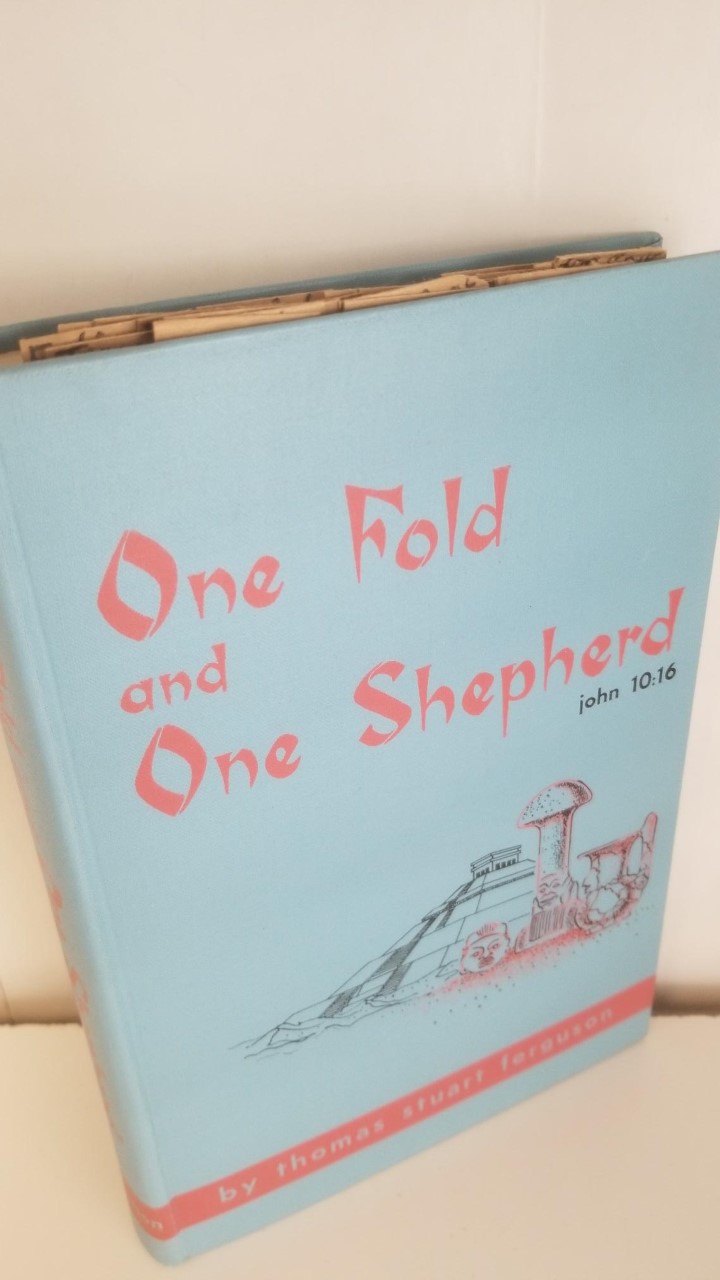 One Fold
and
One Shepherd
john 10:16
by thomas stuart ferguson